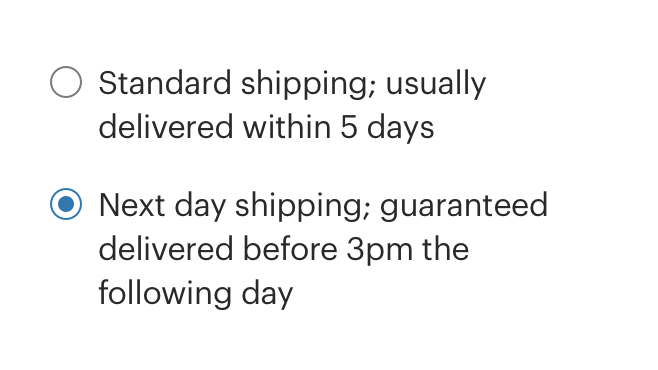 Standard shipping; usually
delivered within 5 days
Next day shipping; guaranteed
delivered before 3pm the
following day